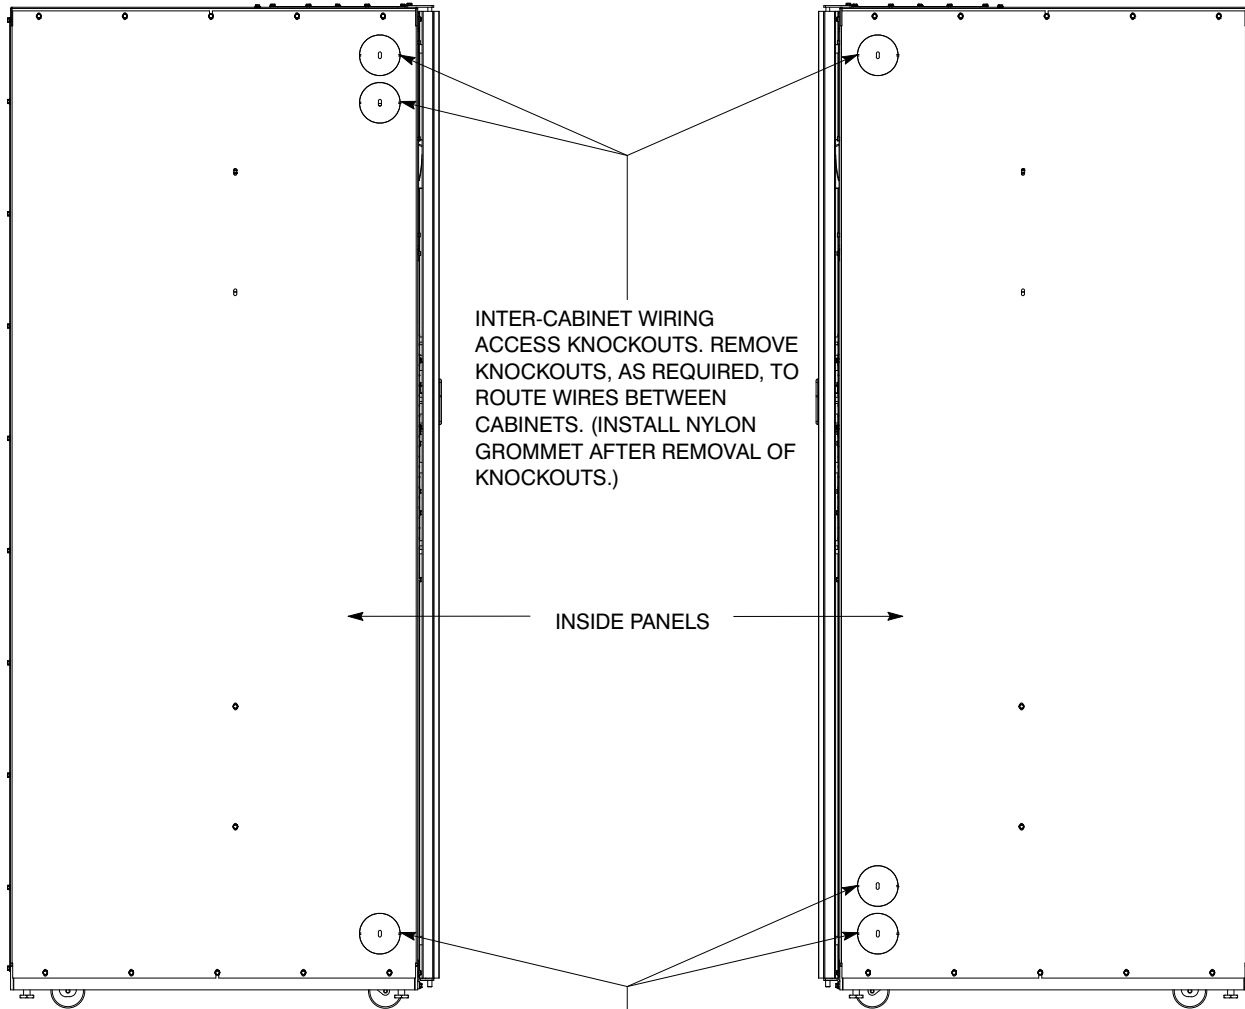 INTER-CABINET WIRING
ACCESS KNOCKOUTS. REMOVE
KNOCKOUTS, AS REQUIRED, TO
ROUTE WIRES BETWEEN
CABINETS. (INSTALL NYLON
GROMMET AFTER REMOVAL OF
KNOCKOUTS.)
INSIDE PANELS